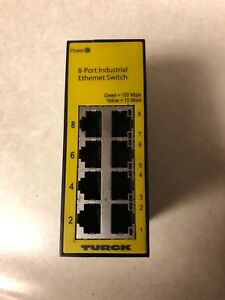 Power
8-Port Industrial
Ethernet Switch
Green = 100 Mbps
Yellow = 10 Mbps
8
8
7
6
6
5
4
4
3
2
2
1
TURCK